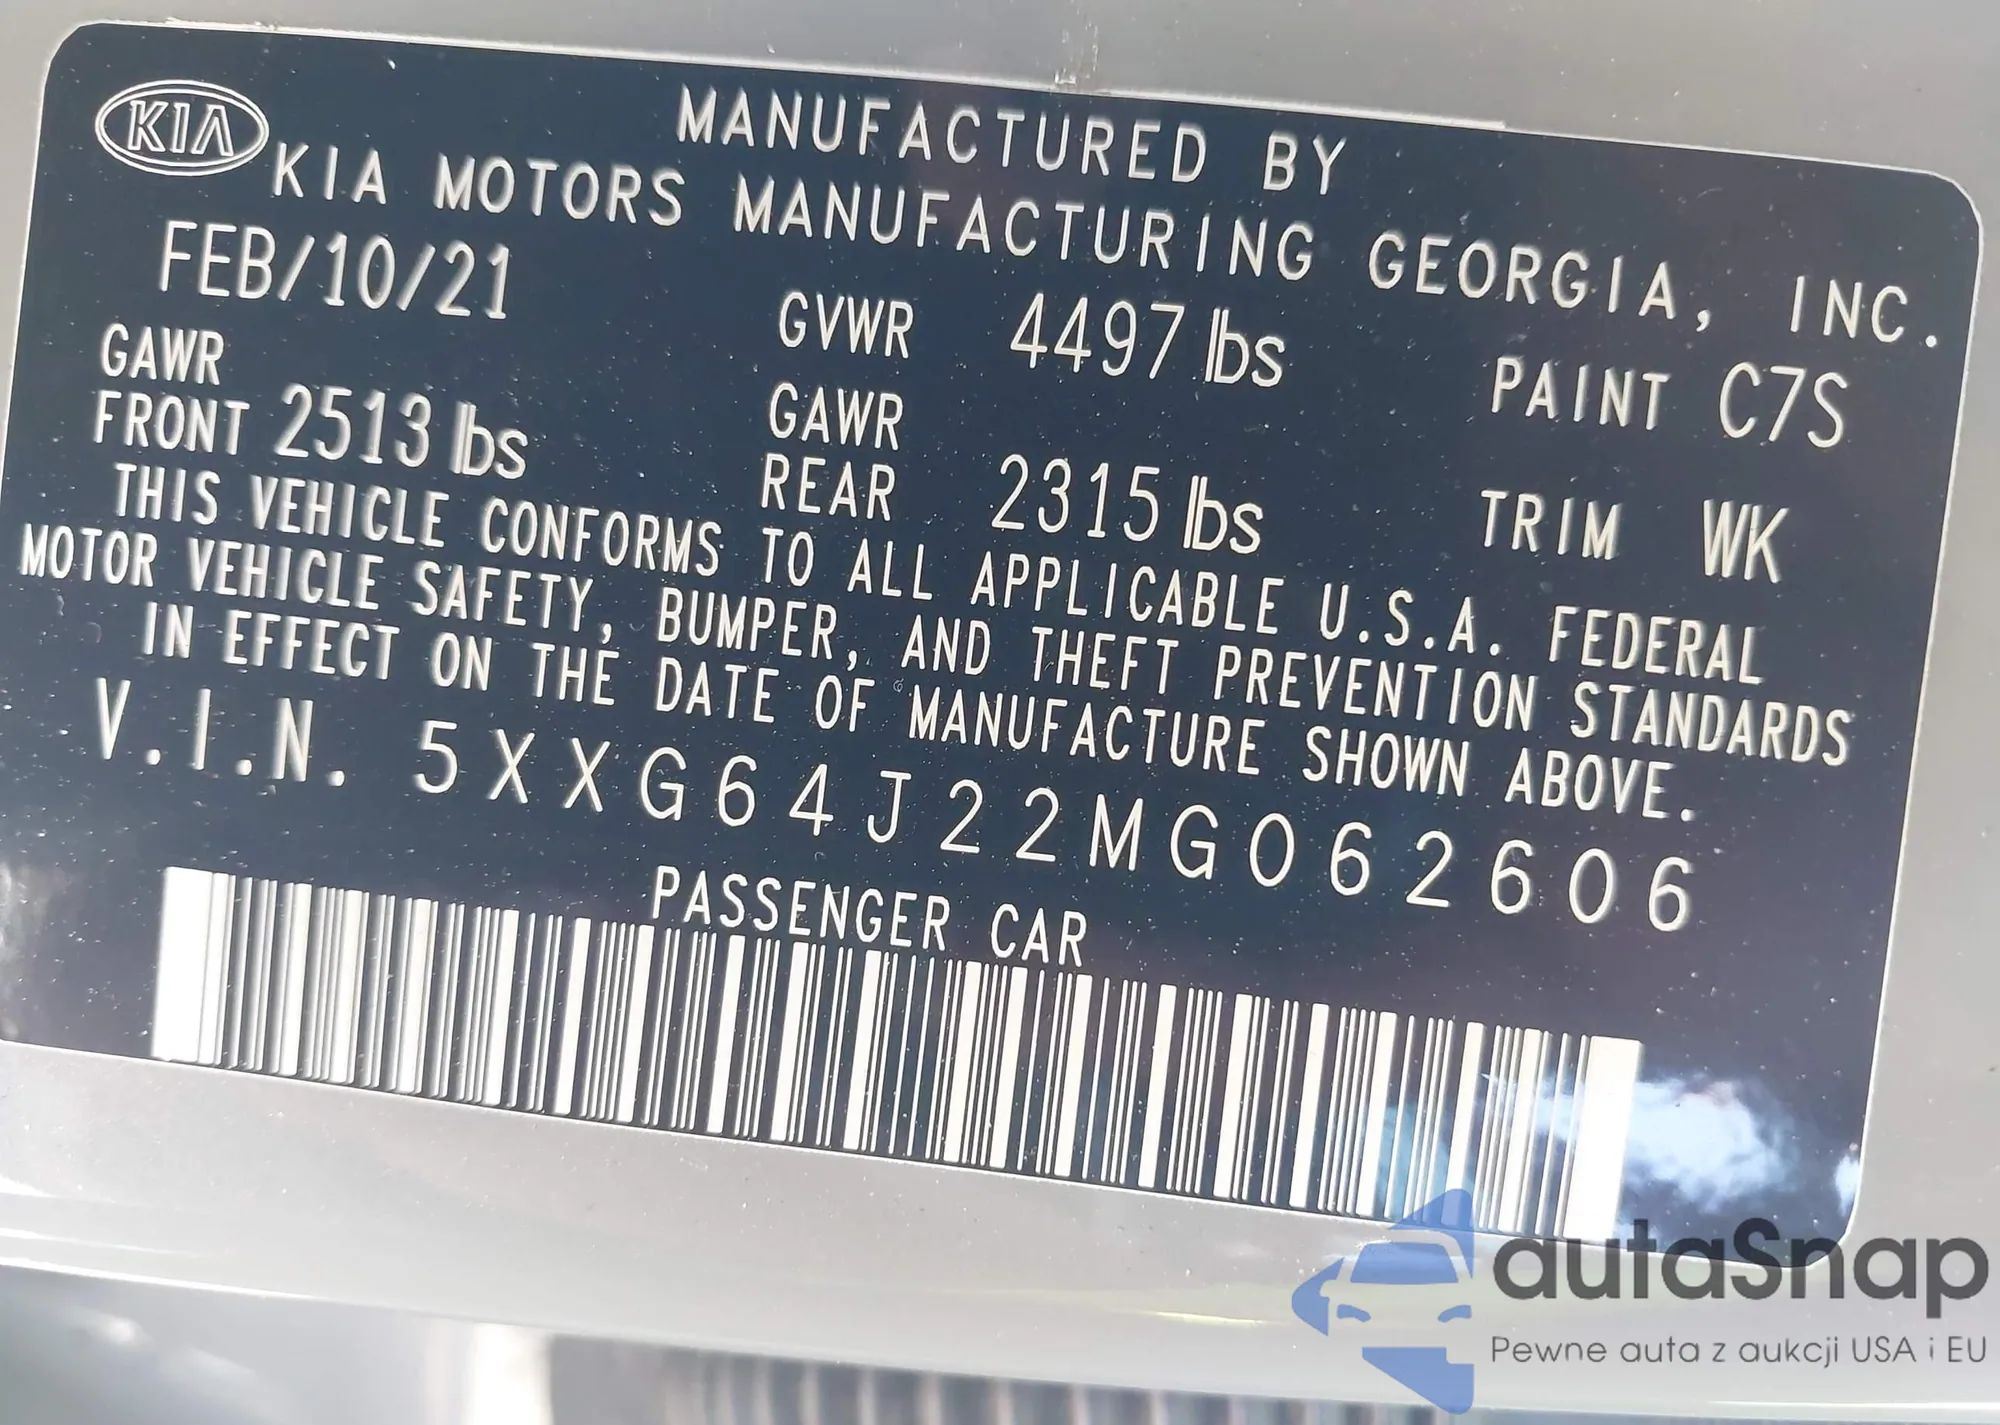 KIA
MANUFACTURED BY
KIA MOTORS MANUFACTURING GEORGIA, INC.
FEB/10/21
GVWR 4497 lbs
PAINT C7S
GAWR
FRONT 2513 lbs
GAWR
REAR 2315 lbs
TRIM WK
THIS VEHICLE CONFORMS TO ALL APPLICABLE U.S.A. FEDERAL
MOTOR VEHICLE SAFETY, BUMPER, AND THEFT PREVENTION STANDARDS
IN EFFECT ON THE DATE OF MANUFACTURE SHOWN ABOVE.
V.I.N. 5XXG64J22MG062606
PASSENGER CAR
autaSnap
Pewne auta z aukcji USA i EU